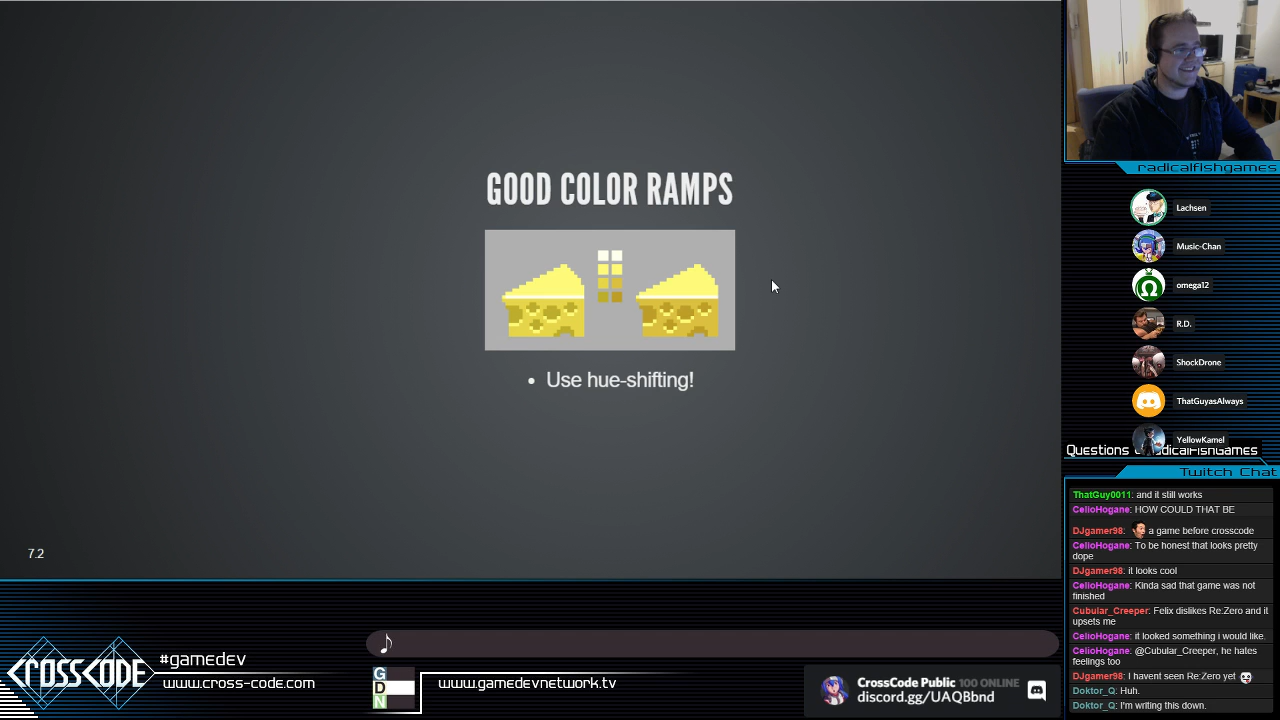 GOOD COLOR RAMPS
• Use hue-shifting!
7.2
radicalfishgames
Lachsen
Music-Chan
omega12
R.D.
ShockDrone
ThatGuyasAlways
YellowKamel
Questions
Twitch Chat
ThatGuy0011: and it still works
CelioHogane: HOW COULD THAT BE
DJgamer98: a game before crosscode
CelioHogane: To be honest that looks pretty
dope
DJgamer98: it looks cool
CelioHogane: Kinda sad that game was not
finished
Cubular_Creeper: Felix dislikes Re:Zero and it
upsets me
CelioHogane: it looked something i would like.
CelioHogane: @Cubular_Creeper, he hates
feelings too
DJgamer98: I havent seen Re:Zero yet
Doktor_Q: Huh.
Doktor_Q: I'm writing this down.
CROSSCODE
#gamedev
www.cross-code.com
G
D
N
www.gamedevnetwork.tv
CrossCode Public 100 ONLINE
discord.gg/UAQBbnd